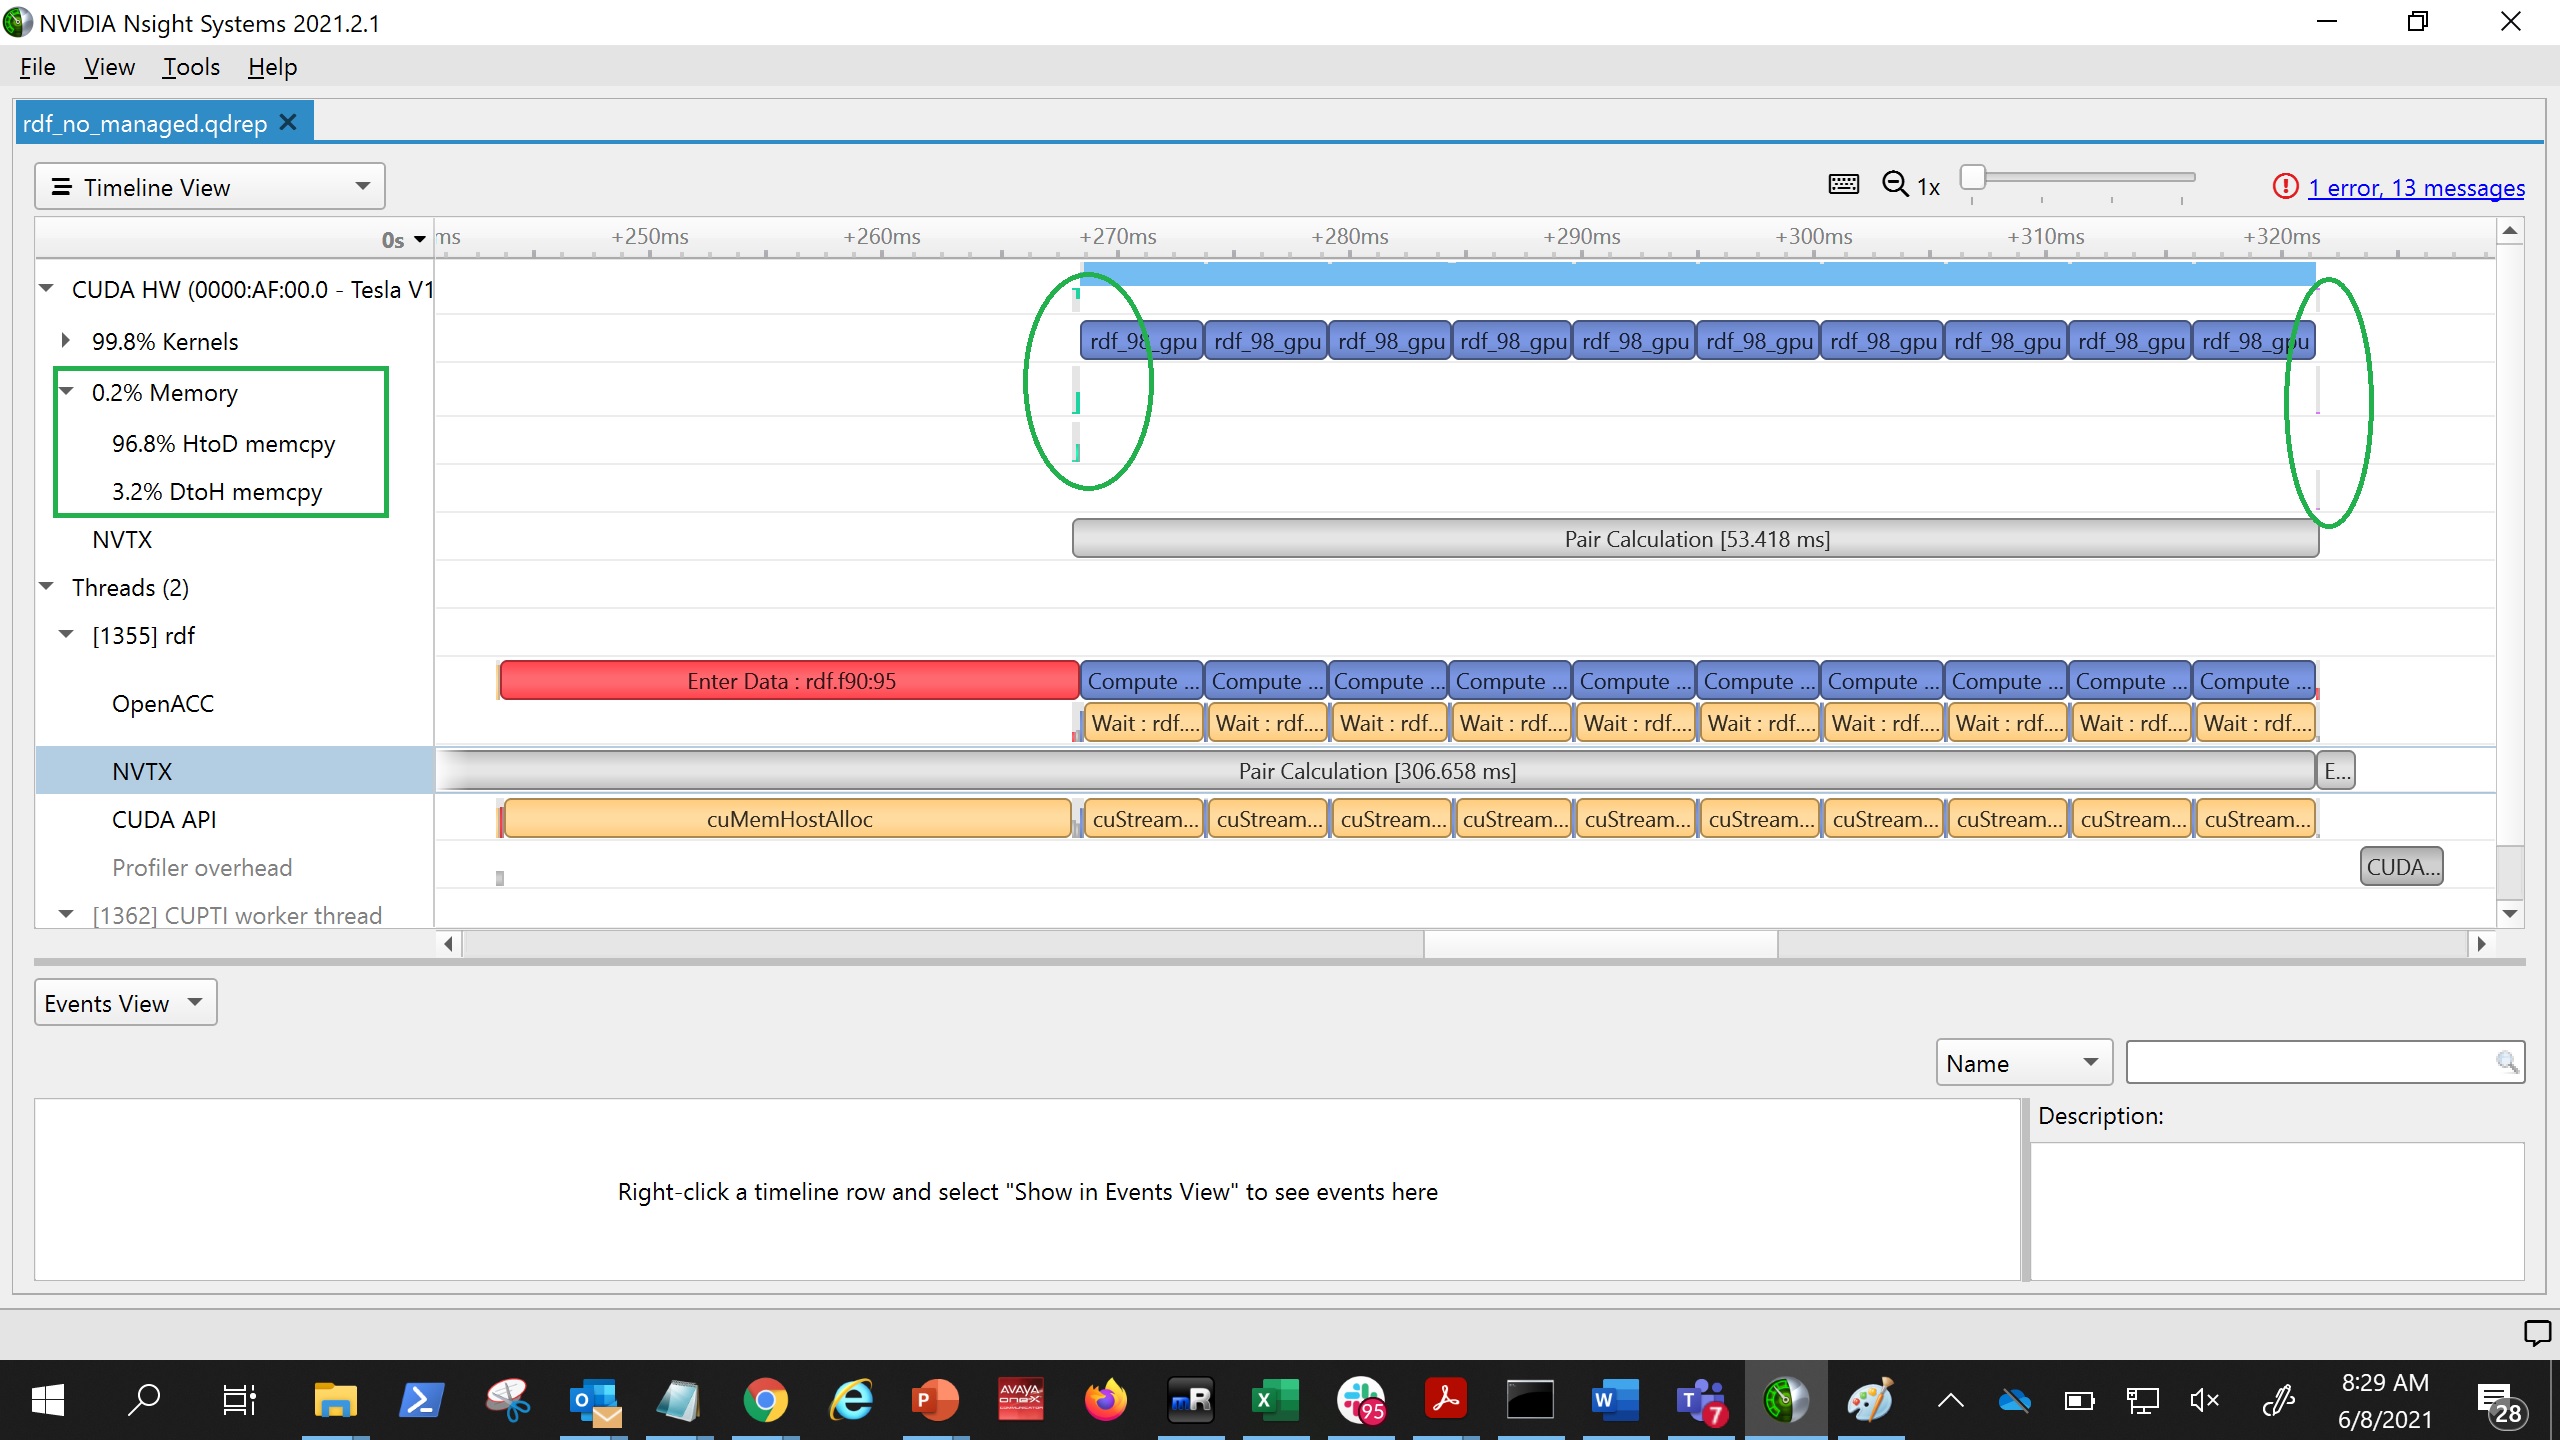 NVIDIA Nsight Systems 2021.2.1
File View Tools Help
rdf_no_managed.qdrep
Timeline View
1x
1 error, 13 messages
0s
ms +250ms +260ms +270ms +280ms +290ms +300ms +310ms +320ms
CUDA HW (0000:AF:00.0 - Tesla V1
99.8% Kernels
rdf_98_gpu rdf_98_gpu rdf_98_gpu rdf_98_gpu rdf_98_gpu rdf_98_gpu rdf_98_gpu rdf_98_gpu rdf_98_gpu rdf_98_gpu
0.2% Memory
96.8% HtoD memcpy
3.2% DtoH memcpy
NVTX
Pair Calculation [53.418 ms]
Threads (2)
[1355] rdf
OpenACC
Enter Data : rdf.f90:95
Compute ... Compute ... Compute ... Compute ... Compute ... Compute ... Compute ... Compute ... Compute ... Compute ...
Wait : rdf.... Wait : rdf.... Wait : rdf.... Wait : rdf.... Wait : rdf.... Wait : rdf.... Wait : rdf.... Wait : rdf.... Wait : rdf.... Wait : rdf....
NVTX
Pair Calculation [306.658 ms]
E...
CUDA API
cuMemHostAlloc
cuStream... cuStream... cuStream... cuStream... cuStream... cuStream... cuStream... cuStream... cuStream... cuStream...
Profiler overhead
CUDA...
[1362] CUPTI worker thread
Events View
Name
Description:
Right-click a timeline row and select "Show in Events View" to see events here
AVAYA
one-X
mR
95
7
8:29 AM
6/8/2021
28